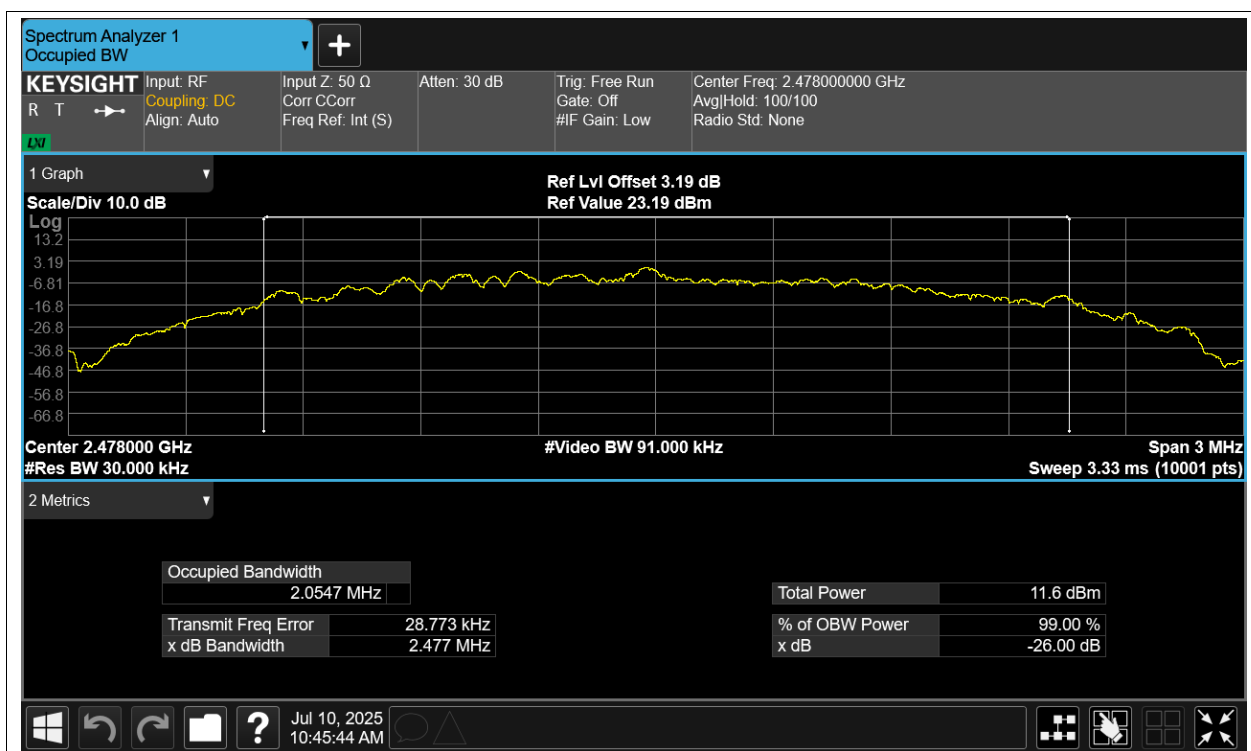 Spectrum Analyzer 1
Occupied BW
KEYSIGHT
R T
LXI
Input: RF
Coupling: DC
Align: Auto
Input Z: 50 Ω
Corr CCorr
Freq Ref: Int (S)
Atten: 30 dB
Trig: Free Run
Gate: Off
#IF Gain: Low
Center Freq: 2.478000000 GHz
Avg|Hold: 100/100
Radio Std: None
1 Graph
Scale/Div 10.0 dB
Ref Lvl Offset 3.19 dB
Ref Value 23.19 dBm
Log
13.2
3.19
-6.81
-16.8
-26.8
-36.8
-46.8
-56.8
-66.8
Center 2.478000 GHz
#Video BW 91.000 kHz
Span 3 MHz
#Res BW 30.000 kHz
Sweep 3.33 ms (10001 pts)
2 Metrics
Occupied Bandwidth
2.0547 MHz
Total Power 11.6 dBm
Transmit Freq Error 28.773 kHz
% of OBW Power 99.00 %
x dB Bandwidth 2.477 MHz
x dB -26.00 dB
?
Jul 10, 2025
10:45:44 AM